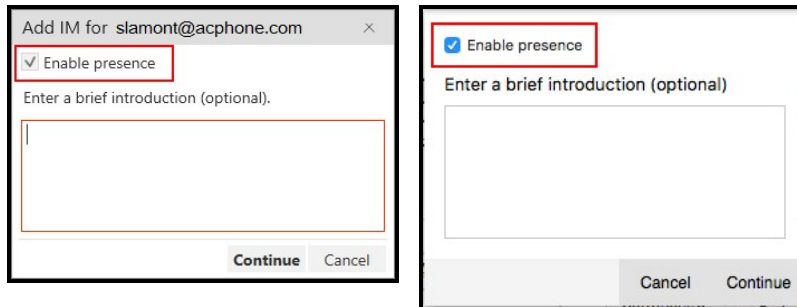 Add IM for slamont@acphone.com ×
Enable presence
Enter a brief introduction (optional).
Continue Cancel
Enable presence
Enter a brief introduction (optional)
Cancel Continue